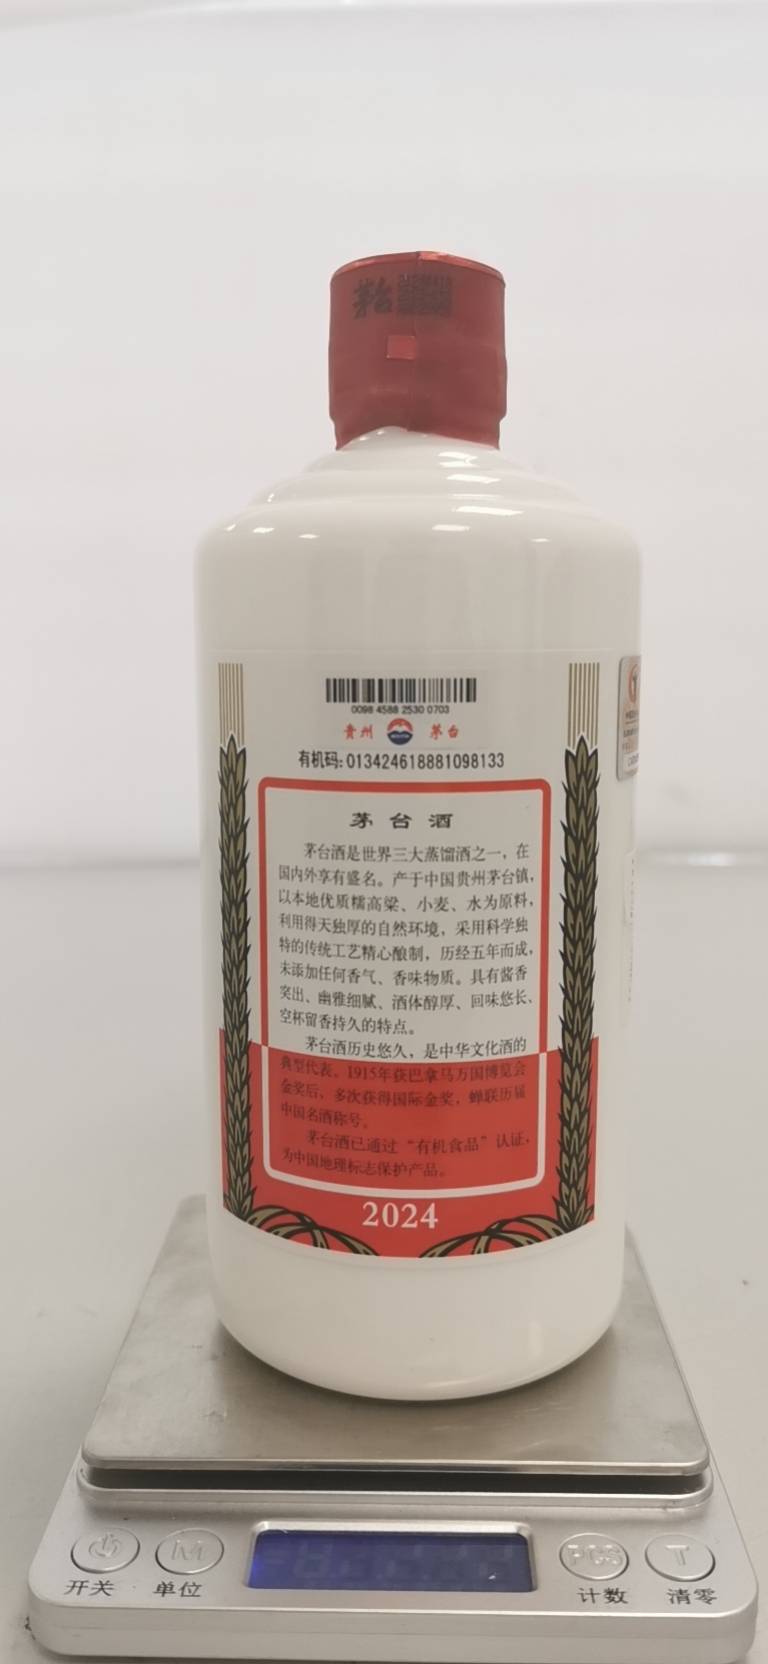 茅台
0098 4588 2530 0703
贵州 茅台
有机码:013424618881098133
茅台酒
茅台酒是世界三大蒸馏酒之一，在
国内外享有盛名。产于中国贵州茅台镇，
以本地优质糯高粱、小麦、水为原料，
利用得天独厚的自然环境，采用科学独
特的传统工艺精心酿制，历经五年而成，
未添加任何香气、香味物质。具有酱香
突出、幽雅细腻、酒体醇厚、回味悠长、
空杯留香持久的特点。
茅台酒历史悠久，是中华文化酒的
典型代表。1915年获巴拿马万国博览会
金奖后，多次获得国际金奖，蝉联历届
中国名酒称号。
茅台酒已通过“有机食品”认证，
为中国地理标志保护产品。
2024
M PCS T
开关 单位 计数 清零